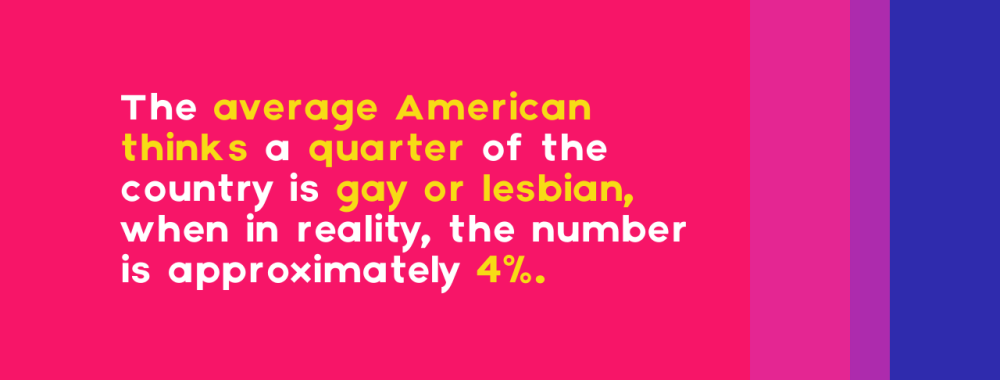 The average American
thinks a quarter of the
country is gay or lesbian,
when in reality, the number
is approximately 4%.